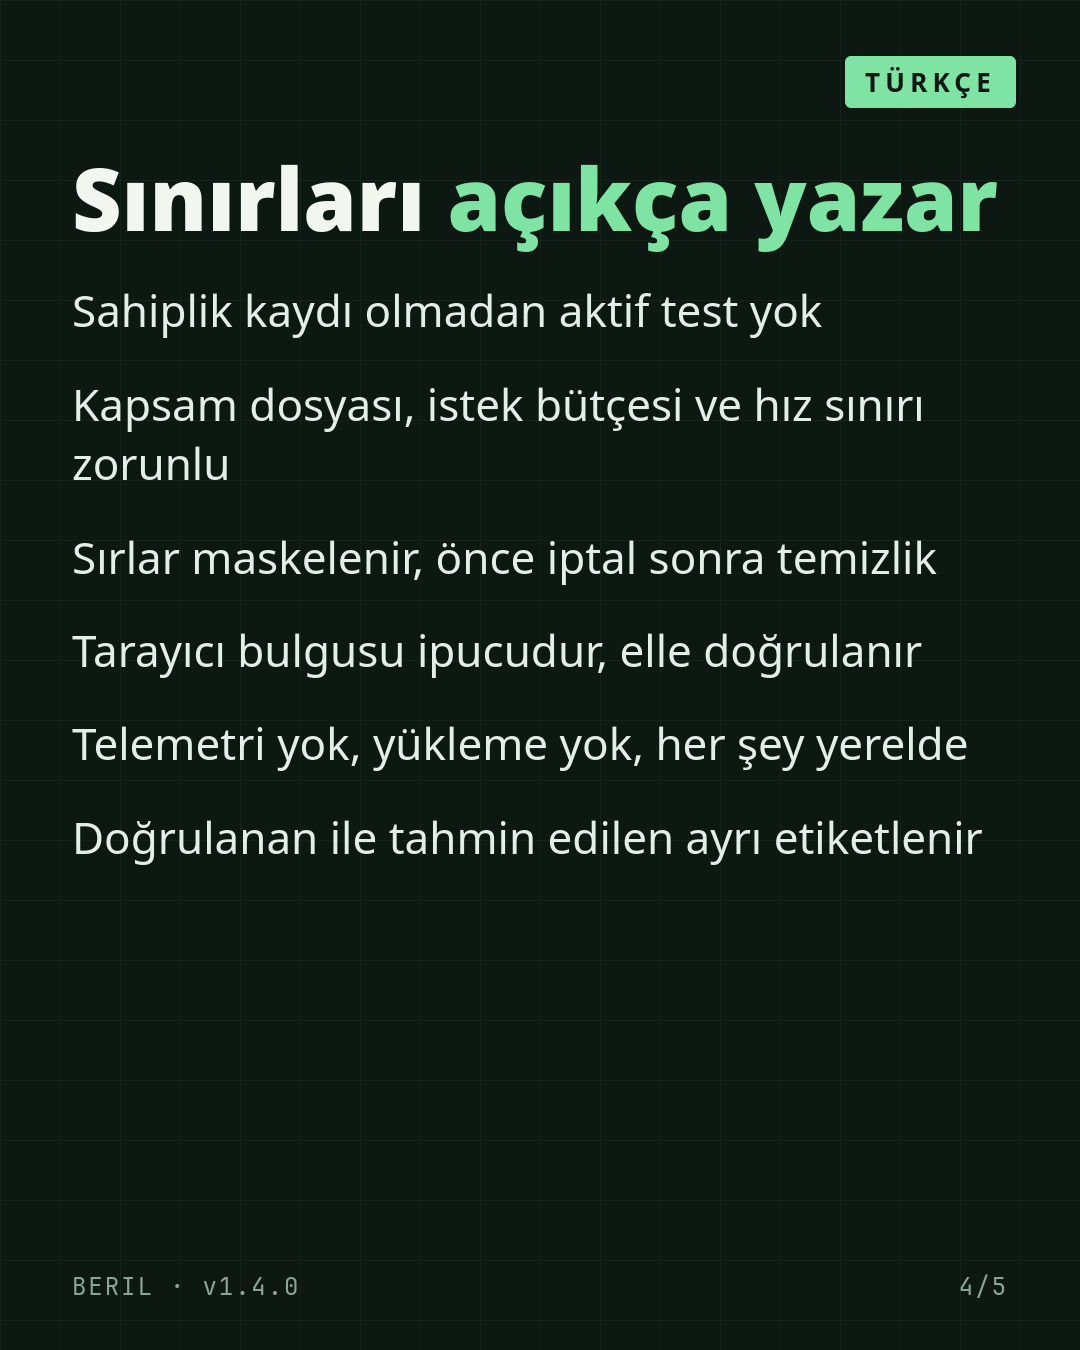 TÜRKÇE
Sınırları açıkça yazar
Sahiplik kaydı olmadan aktif test yok
Kapsam dosyası, istek bütçesi ve hız sınırı
zorunlu
Sırlar maskelenir, önce iptal sonra temizlik
Tarayıcı bulgusu ipucudur, elle doğrulanır
Telemetri yok, yükleme yok, her şey yerelde
Doğrulanan ile tahmin edilen ayrı etiketlenir
BERIL · v1.4.0
4/5